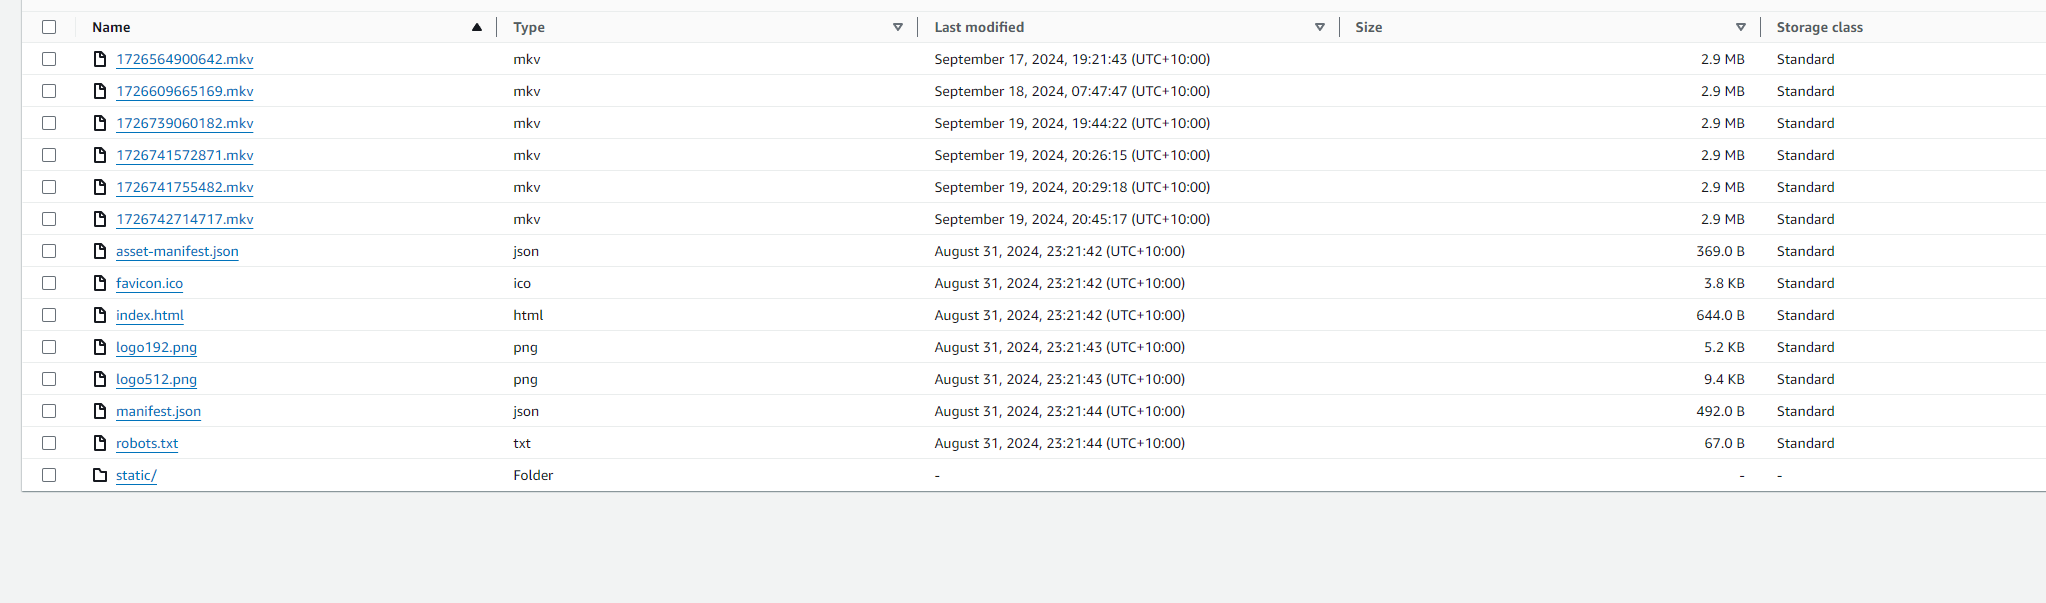 Name Type Last modified Size Storage class
1726564900642.mkv mkv September 17, 2024, 19:21:43 (UTC+10:00) 2.9 MB Standard
1726609665169.mkv mkv September 18, 2024, 07:47:47 (UTC+10:00) 2.9 MB Standard
1726739060182.mkv mkv September 19, 2024, 19:44:22 (UTC+10:00) 2.9 MB Standard
1726741572871.mkv mkv September 19, 2024, 20:26:15 (UTC+10:00) 2.9 MB Standard
1726741755482.mkv mkv September 19, 2024, 20:29:18 (UTC+10:00) 2.9 MB Standard
1726742714717.mkv mkv September 19, 2024, 20:45:17 (UTC+10:00) 2.9 MB Standard
asset-manifest.json json August 31, 2024, 23:21:42 (UTC+10:00) 369.0 B Standard
favicon.ico ico August 31, 2024, 23:21:42 (UTC+10:00) 3.8 KB Standard
index.html html August 31, 2024, 23:21:42 (UTC+10:00) 644.0 B Standard
logo192.png png August 31, 2024, 23:21:43 (UTC+10:00) 5.2 KB Standard
logo512.png png August 31, 2024, 23:21:43 (UTC+10:00) 9.4 KB Standard
manifest.json json August 31, 2024, 23:21:44 (UTC+10:00) 492.0 B Standard
robots.txt txt August 31, 2024, 23:21:44 (UTC+10:00) 67.0 B Standard
static/ Folder - - -